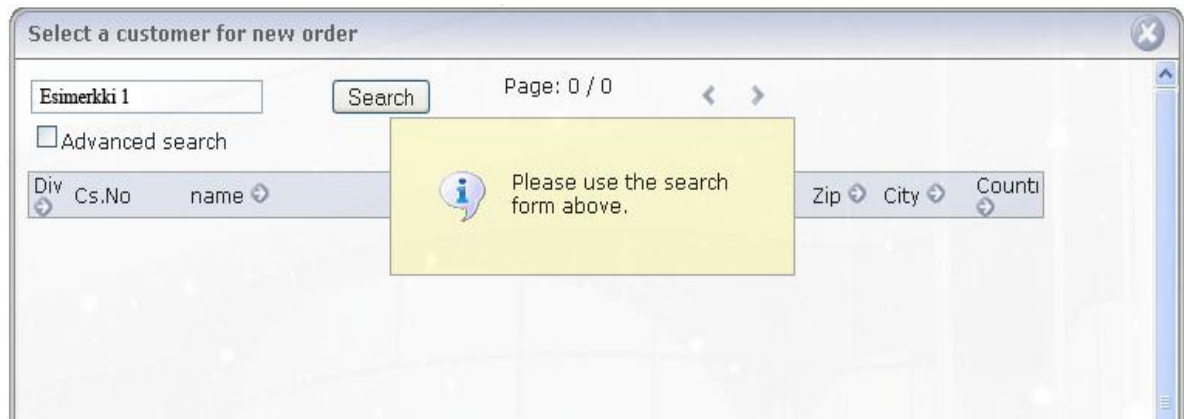 Select a customer for new order
Esimerkki 1
Search
Page: 0 / 0
Advanced search
Please use the search
form above.
Div Cs.No name Zip City Countr